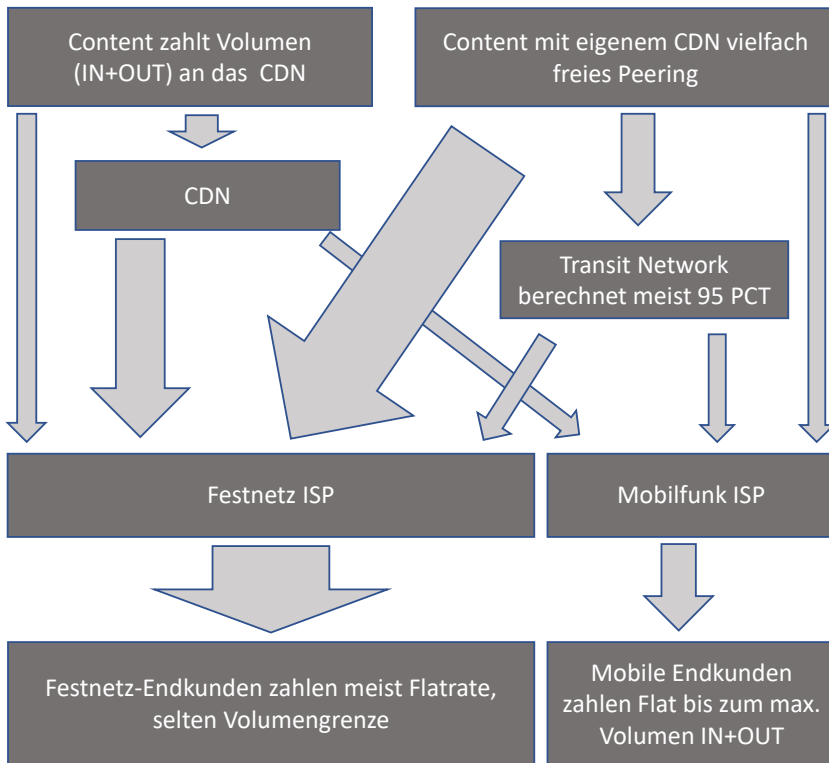 Content zahlt Volumen
(IN+OUT) an das CDN
Content mit eigenem CDN vielfach
freies Peering
CDN
Transit Network
berechnet meist 95 PCT
Festnetz ISP
Mobilfunk ISP
Festnetz-Endkunden zahlen meist Flatrate,
selten Volumengrenze
Mobile Endkunden
zahlen Flat bis zum max.
Volumen IN+OUT